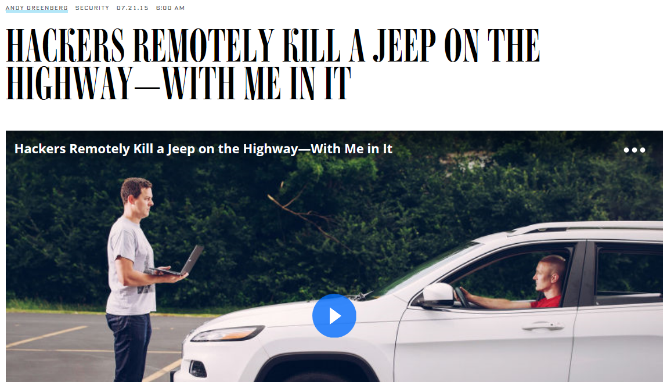 ANDY GREENBERG SECURITY 07.21.15 6:00 AM
HACKERS REMOTELY KILL A JEEP ON THE
HIGHWAY—WITH ME IN IT
Hackers Remotely Kill a Jeep on the Highway—With Me in It